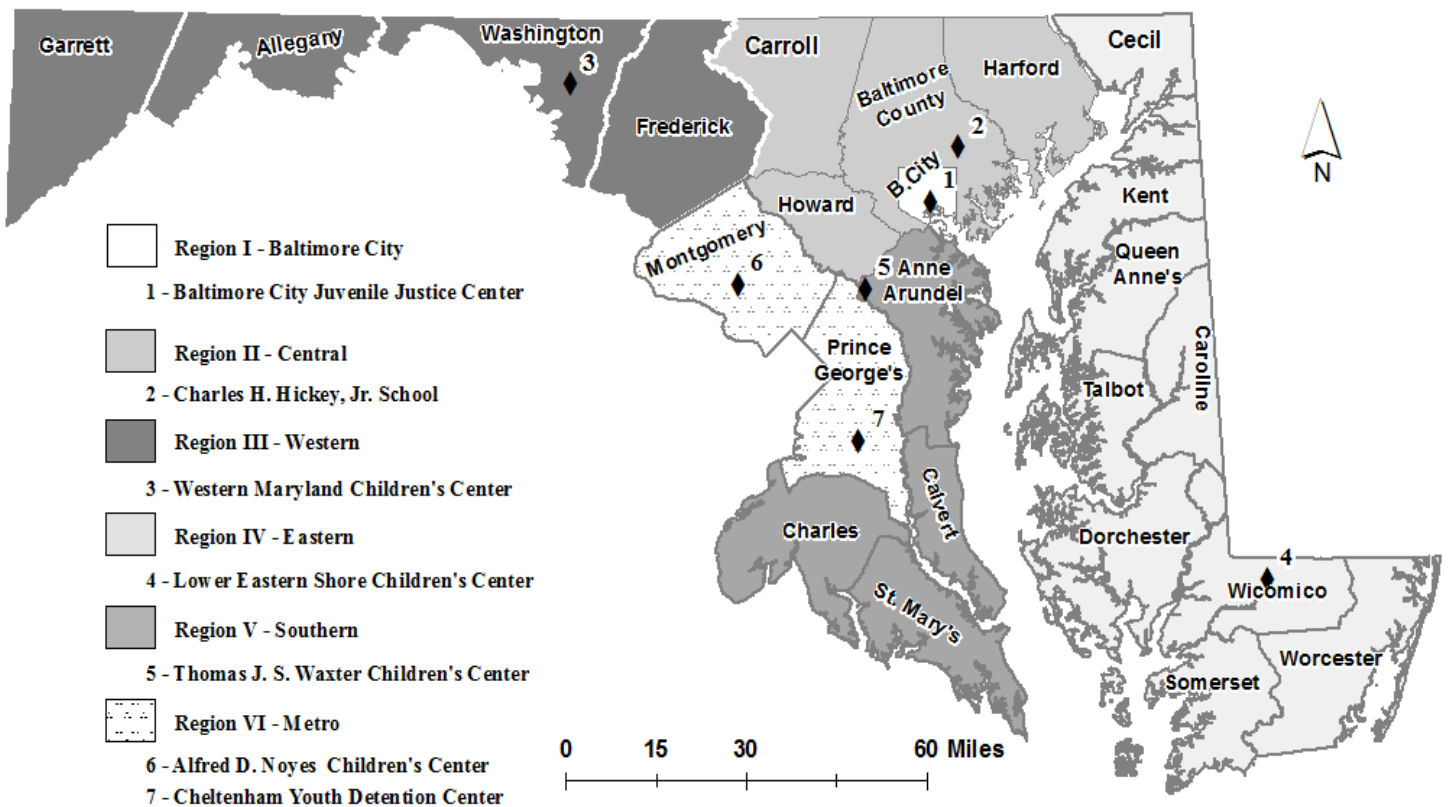 Garrett
Allegany
Washington
3
Frederick
Carroll
Baltimore
County
Harford
Cecil
2
B.City
1
Howard
Kent
N
Montgomery
6
5 Anne
Arundel
Queen
Anne's
Caroline
Prince
George's
Talbot
7
Calvert
Charles
Dorchester
4
Wicomico
St. Mary's
Worcester
Somerset
Region I - Baltimore City
1 - Baltimore City Juvenile Justice Center
Region II - Central
2 - Charles H. Hickey, Jr. School
Region III - Western
3 - Western Maryland Children's Center
Region IV - Eastern
4 - Lower Eastern Shore Children's Center
Region V - Southern
5 - Thomas J. S. Waxter Children's Center
Region VI - Metro
6 - Alfred D. Noyes Children's Center
7 - Cheltenham Youth Detention Center
0 15 30 60 Miles